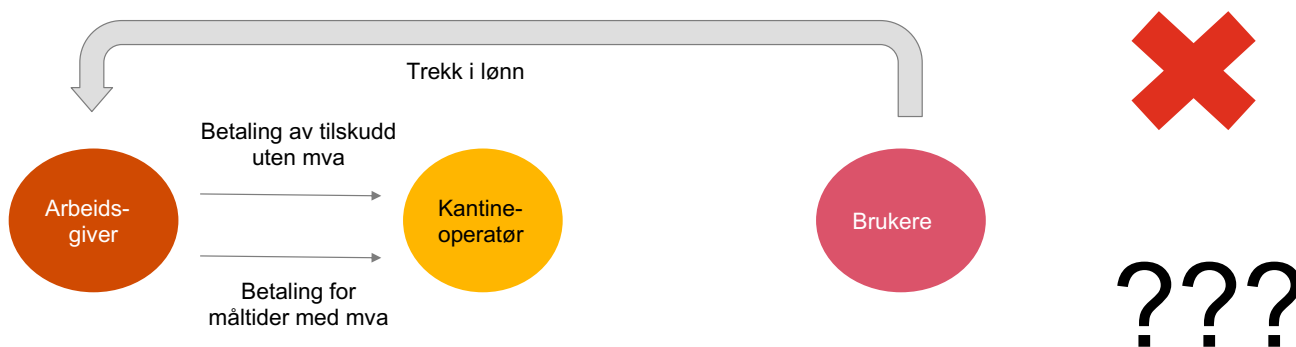 Trekk i lønn
Betaling av tilskudd
uten mva
Arbeids-
giver
Kantine-
operatør
Brukere
Betaling for
måltider med mva
???